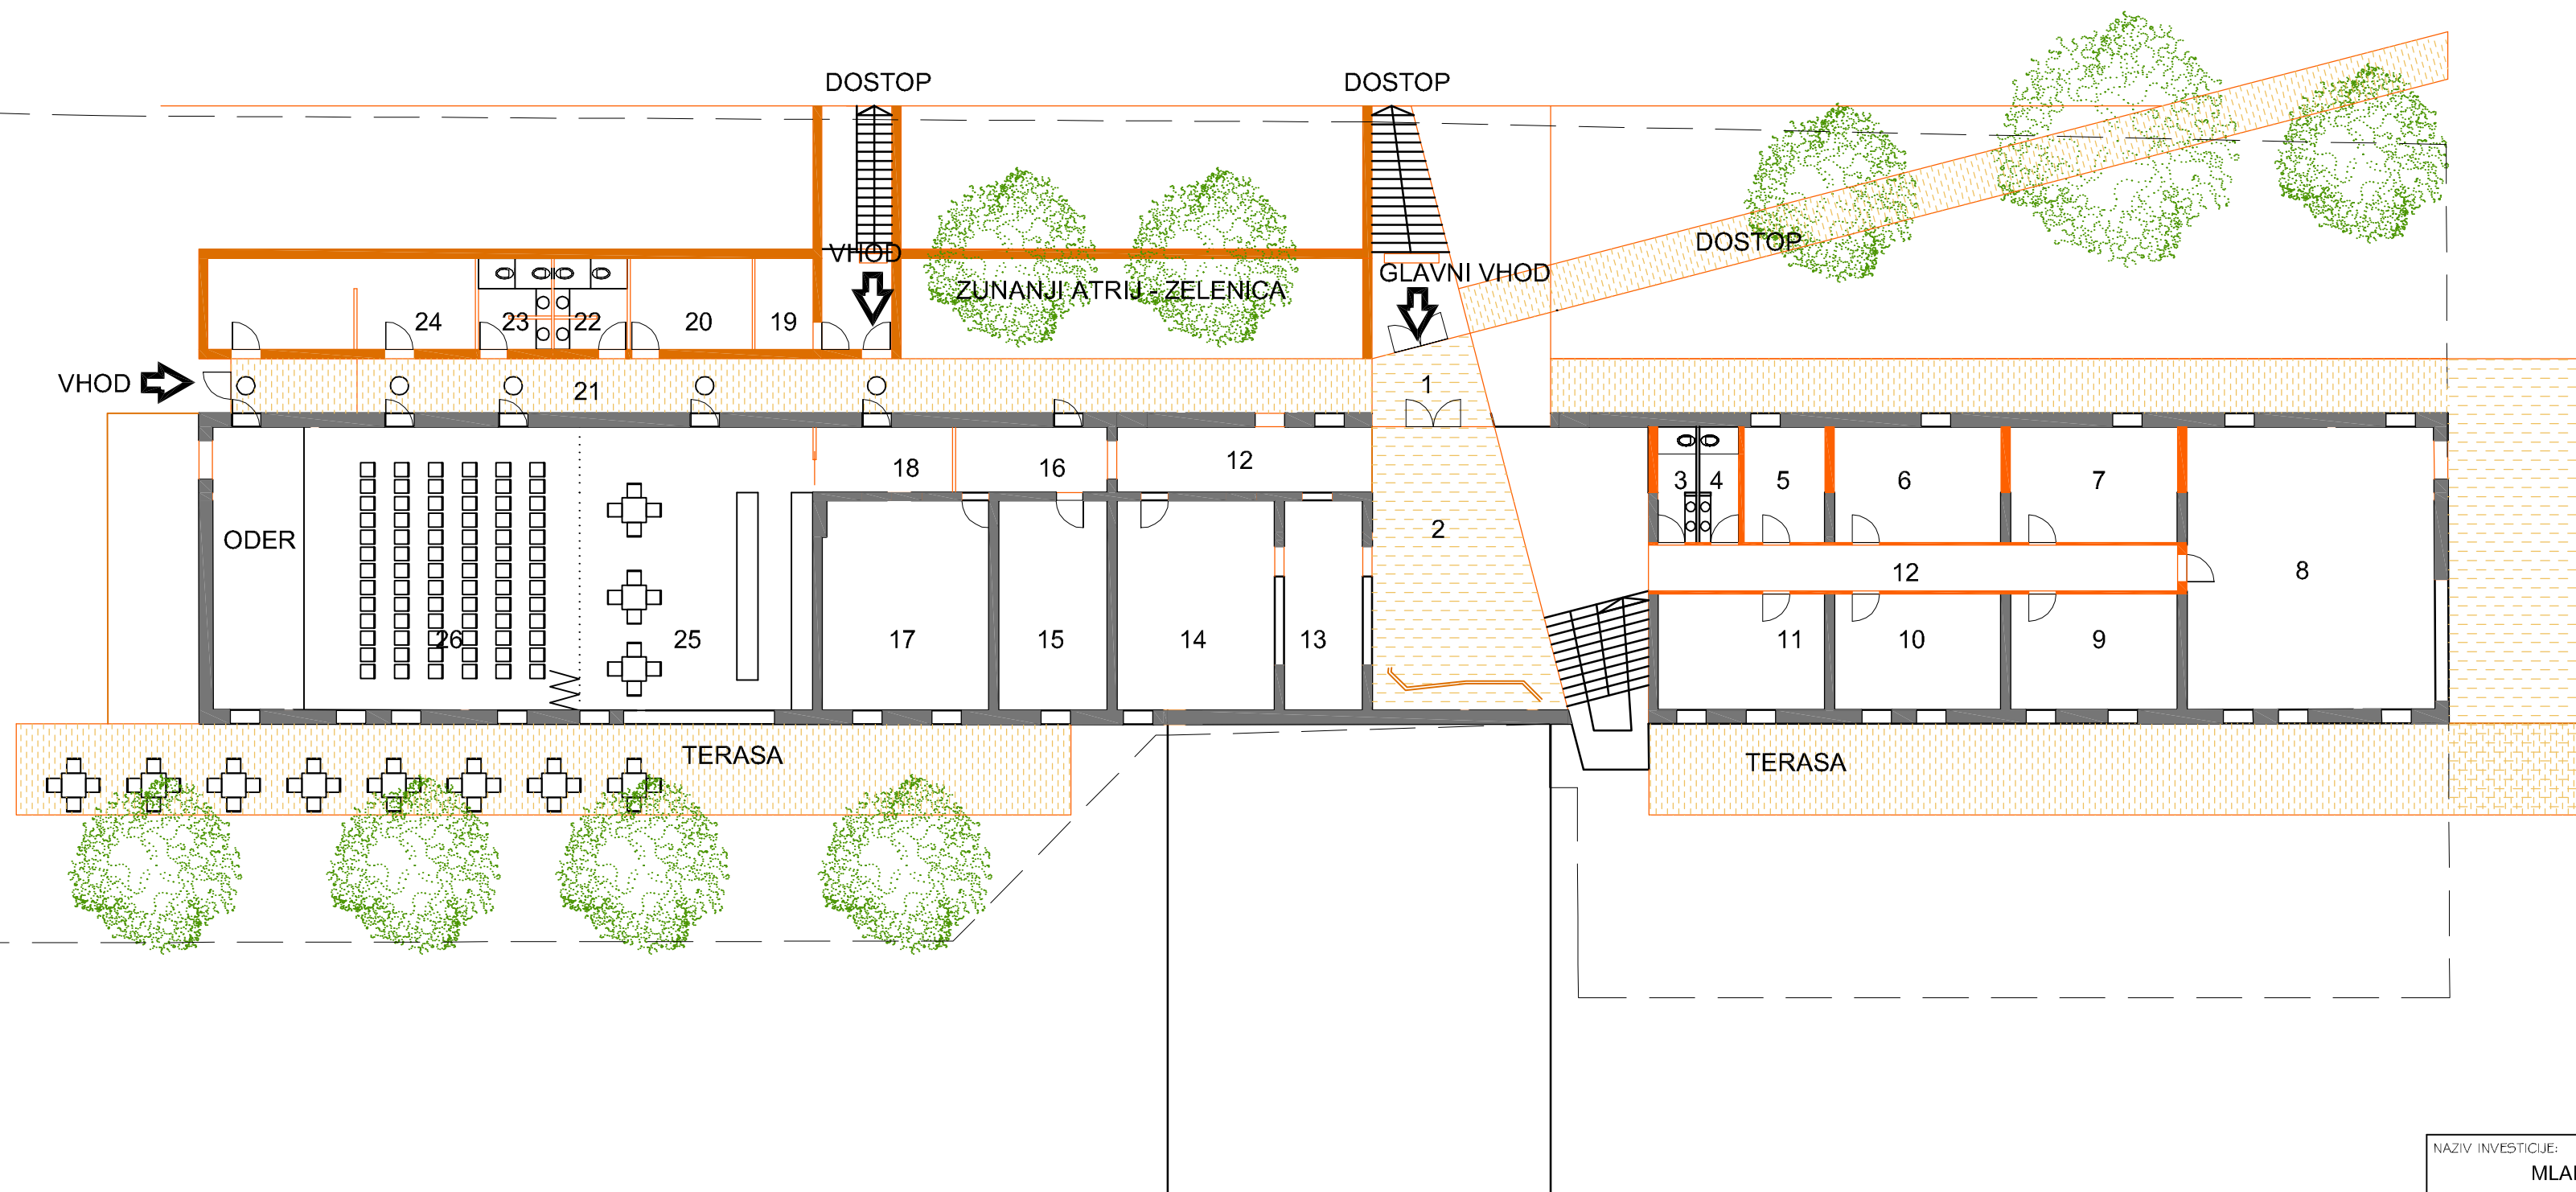 DOSTOP
DOSTOP
DOSTOP
VHOD
GLAVNI VHOD
ZUNANJI ATRIJ - ZELENICA
24
23
22
20
19
VHOD
21
1
18
16
12
3
4
5
6
7
ODER
2
12
8
26
25
17
15
14
13
11
10
9
TERASA
TERASA
NAZIV INVESTICIJE: